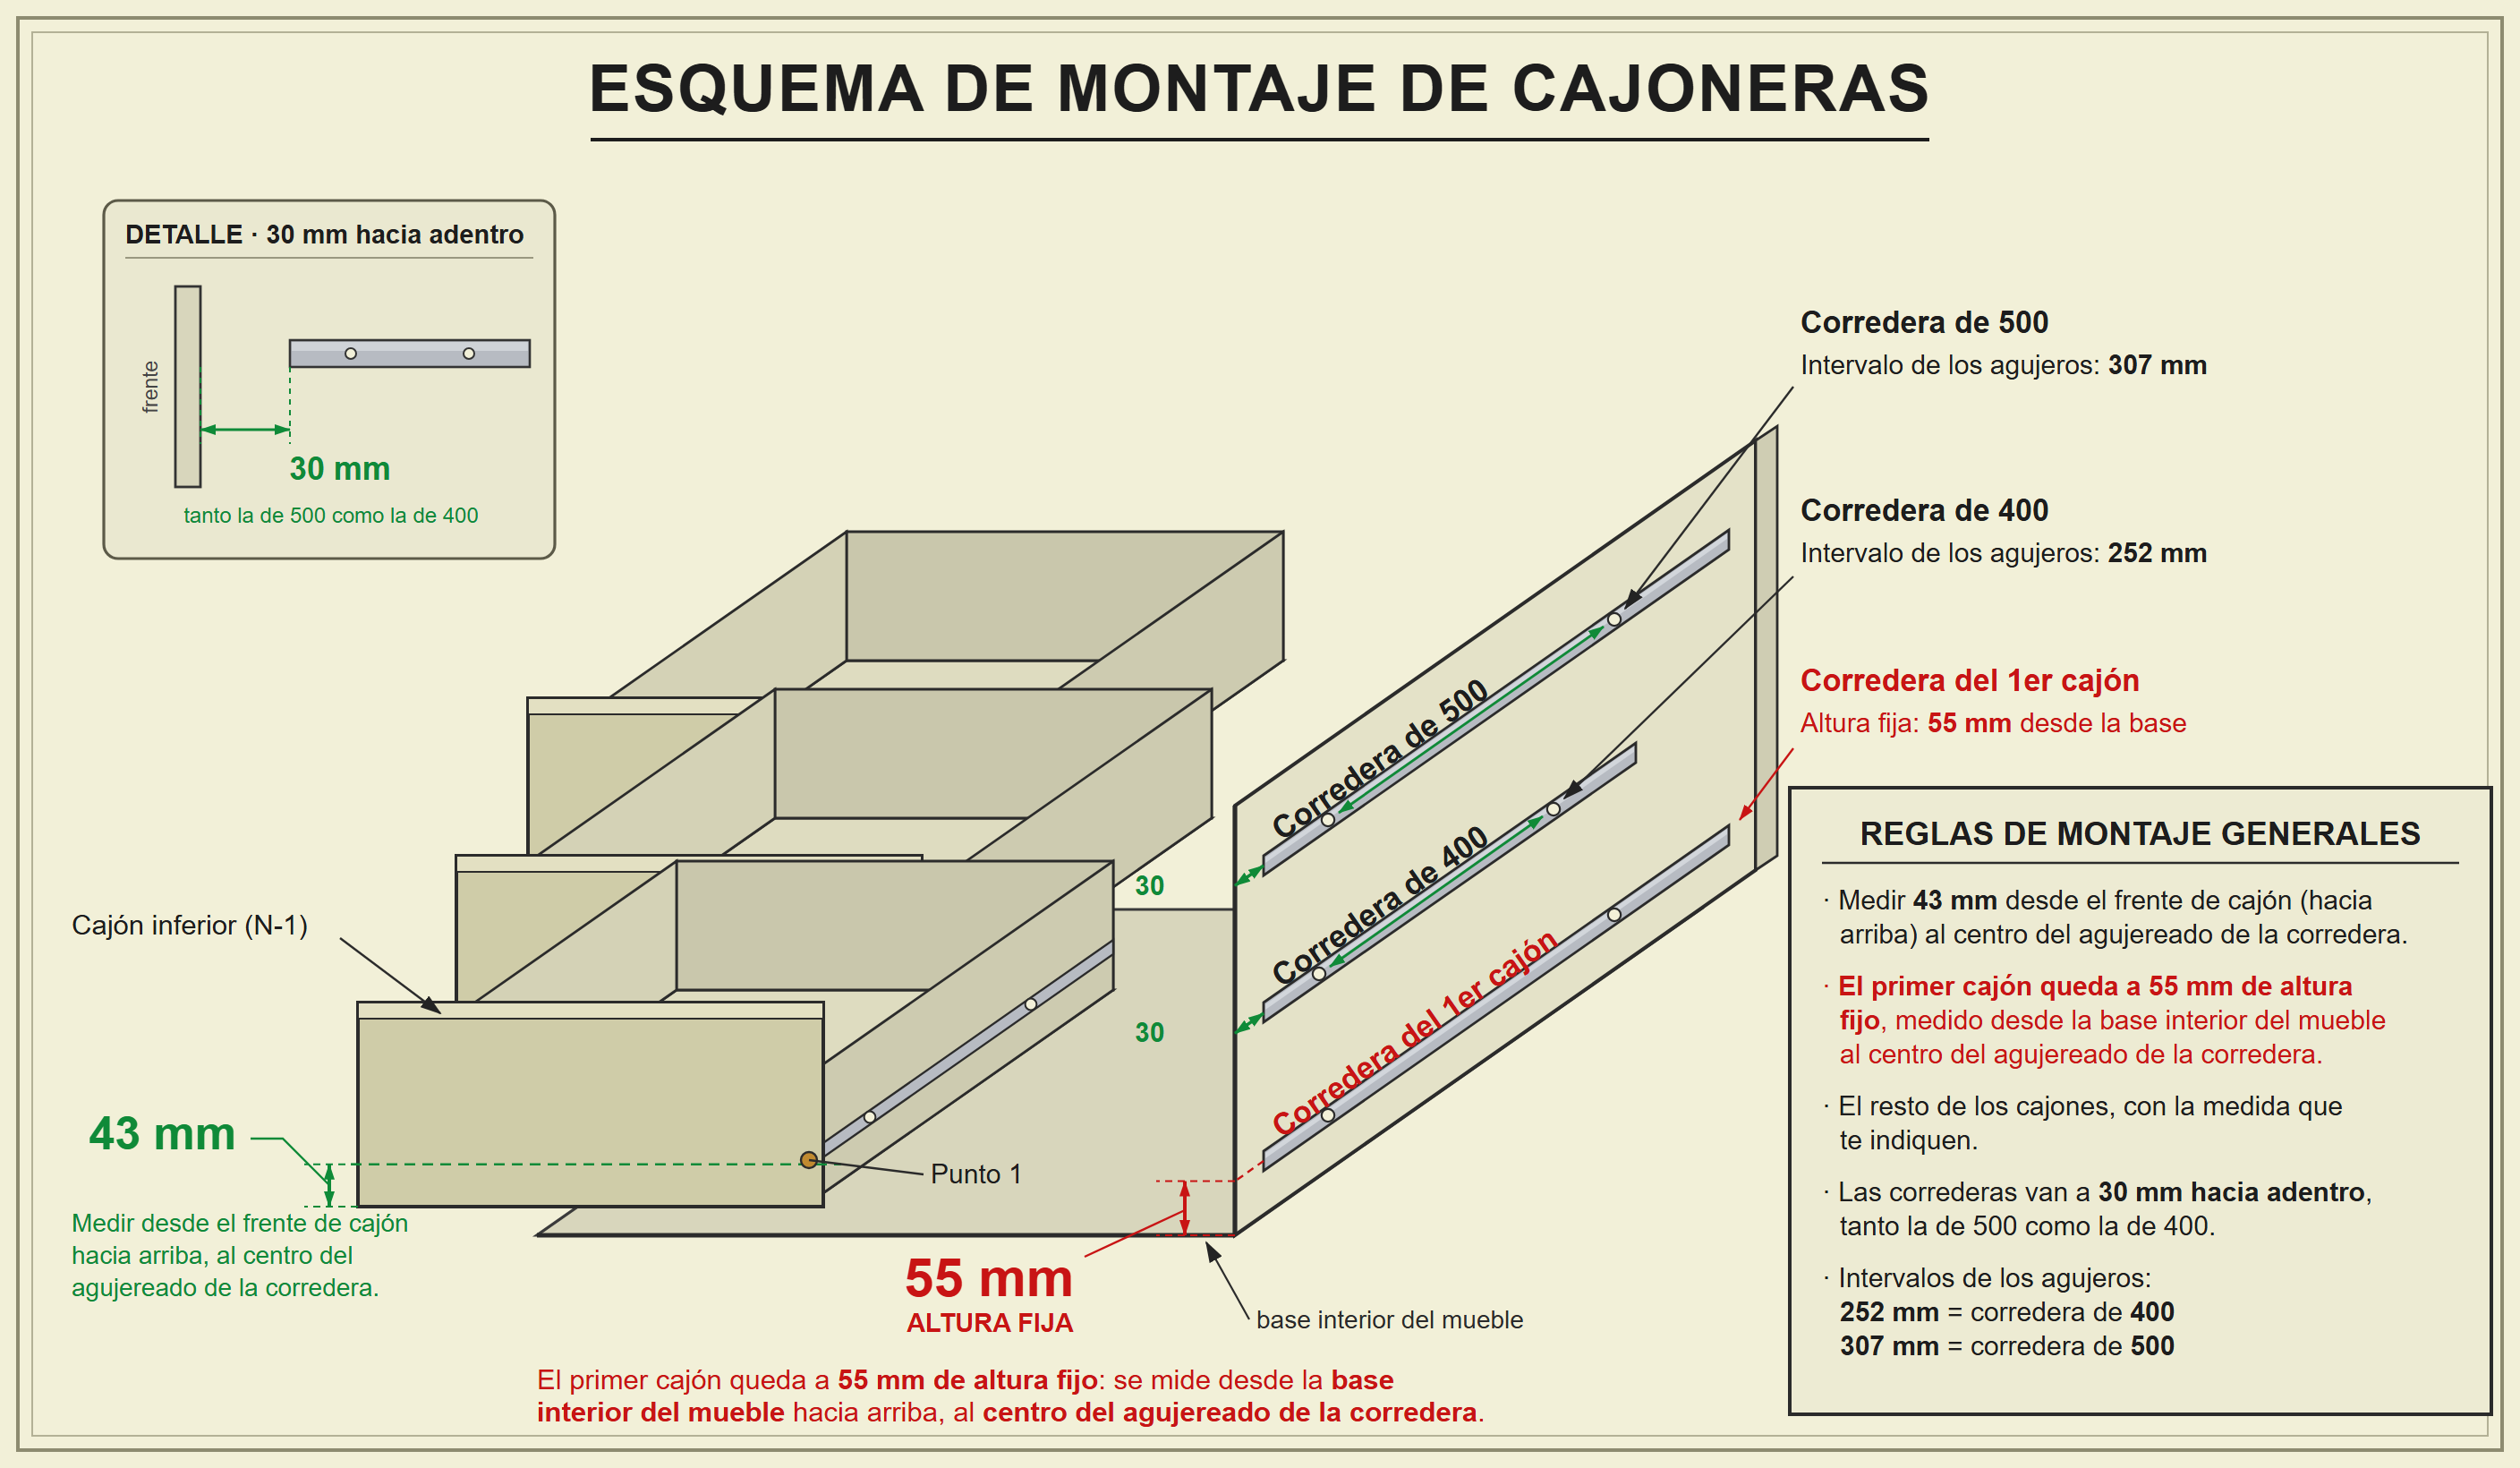 ESQUEMA DE MONTAJE DE CAJONERAS
DETALLE · 30 mm hacia adentro
frente
30 mm
tanto la de 500 como la de 400
Corredera de 500
Intervalo de los agujeros: 307 mm
Corredera de 400
Intervalo de los agujeros: 252 mm
Corredera del 1er cajón
Altura fija: 55 mm desde la base
Corredera de 500
30
Corredera de 400
30
Corredera del 1er cajón
Cajón inferior (N-1)
43 mm
Medir desde el frente de cajón
hacia arriba, al centro del
agujereado de la corredera.
Punto 1
55 mm
ALTURA FIJA
base interior del mueble
El primer cajón queda a 55 mm de altura fijo: se mide desde la base
interior del mueble hacia arriba, al centro del agujereado de la corredera.
REGLAS DE MONTAJE GENERALES
· Medir 43 mm desde el frente de cajón (hacia
arriba) al centro del agujereado de la corredera.
· El primer cajón queda a 55 mm de altura
fijo, medido desde la base interior del mueble
al centro del agujereado de la corredera.
· El resto de los cajones, con la medida que
te indiquen.
· Las correderas van a 30 mm hacia adentro,
tanto la de 500 como la de 400.
· Intervalos de los agujeros:
252 mm = corredera de 400
307 mm = corredera de 500